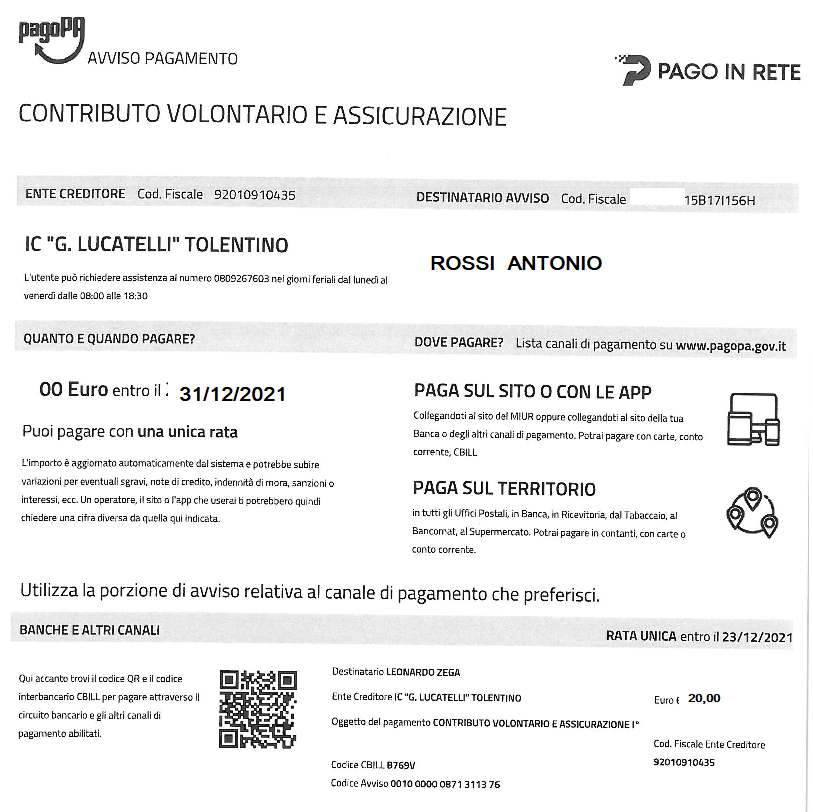 pagoPA
AVVISO PAGAMENTO
PAGO IN RETE
CONTRIBUTO VOLONTARIO E ASSICURAZIONE
ENTE CREDITORE Cod. Fiscale 92010910435
DESTINATARIO AVVISO Cod. Fiscale 15B17I156H
IC "G. LUCATELLI" TOLENTINO
L'utente può richiedere assistenza al numero 0809267603 nei giorni feriali dal lunedì al
venerdì dalle 08:00 alle 18:30
ROSSI ANTONIO
QUANTO E QUANDO PAGARE?
DOVE PAGARE? Lista canali di pagamento su www.pagopa.gov.it
00 Euro entro il 31/12/2021
Puoi pagare con una unica rata
L'importo è aggiornato automaticamente dal sistema e potrebbe subire
variazioni per eventuali sgravi, note di credito, indennità di mora, sanzioni o
interessi, ecc. Un operatore, il sito o l'app che userai ti potrebbero quindi
chiedere una cifra diversa da quella qui indicata.
PAGA SUL SITO O CON LE APP
Collegandoti al sito del MIUR oppure collegandoti al sito della tua
Banca o degli altri canali di pagamento. Potrai pagare con carte, conto
corrente, CBILL
PAGA SUL TERRITORIO
in tutti gli Uffici Postali, in Banca, in Ricevitoria, dal Tabaccaio, al
Bancomat, al Supermercato. Potrai pagare in contanti, con carte o
conto corrente.
Utilizza la porzione di avviso relativa al canale di pagamento che preferisci.
BANCHE E ALTRI CANALI
RATA UNICA entro il 23/12/2021
Qui accanto trovi il codice QR e il codice
interbancario CBILL per pagare attraverso il
circuito bancario e gli altri canali di
pagamento abilitati.
Destinatario LEONARDO ZEGA
Ente Creditore IC "G. LUCATELLI" TOLENTINO
Oggetto del pagamento CONTRIBUTO VOLONTARIO E ASSICURAZIONE I°
Codice CBILL B769V
Codice Avviso 0010 0000 0871 3113 76
Euro € 20,00
Cod. Fiscale Ente Creditore
92010910435